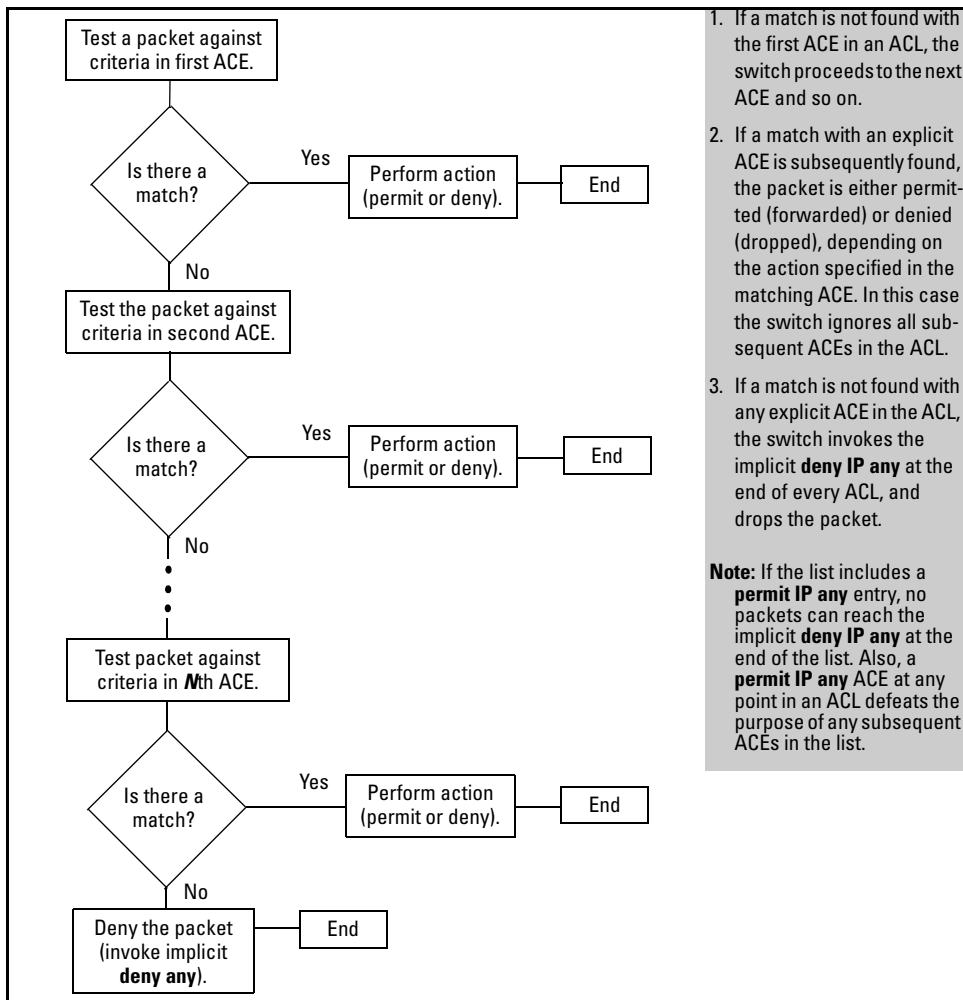 Test a packet against
criteria in first ACE.
Is there a
match?
Yes
Perform action
(permit or deny).
End
No
Test the packet against
criteria in second ACE.
Is there a
match?
Yes
Perform action
(permit or deny).
End
No
Test packet against
criteria in Nth ACE.
Is there a
match?
Yes
Perform action
(permit or deny).
End
No
Deny the packet
(invoke implicit
deny any).
End
1. If a match is not found with
the first ACE in an ACL, the
switch proceeds to the next
ACE and so on.
2. If a match with an explicit
ACE is subsequently found,
the packet is either permit-
ted (forwarded) or denied
(dropped), depending on
the action specified in the
matching ACE. In this case
the switch ignores all sub-
sequent ACEs in the ACL.
3. If a match is not found with
any explicit ACE in the ACL,
the switch invokes the
implicit deny IP any at the
end of every ACL, and
drops the packet.
Note: If the list includes a
permit IP any entry, no
packets can reach the
implicit deny IP any at the
end of the list. Also, a
permit IP any ACE at any
point in an ACL defeats the
purpose of any subsequent
ACEs in the list.